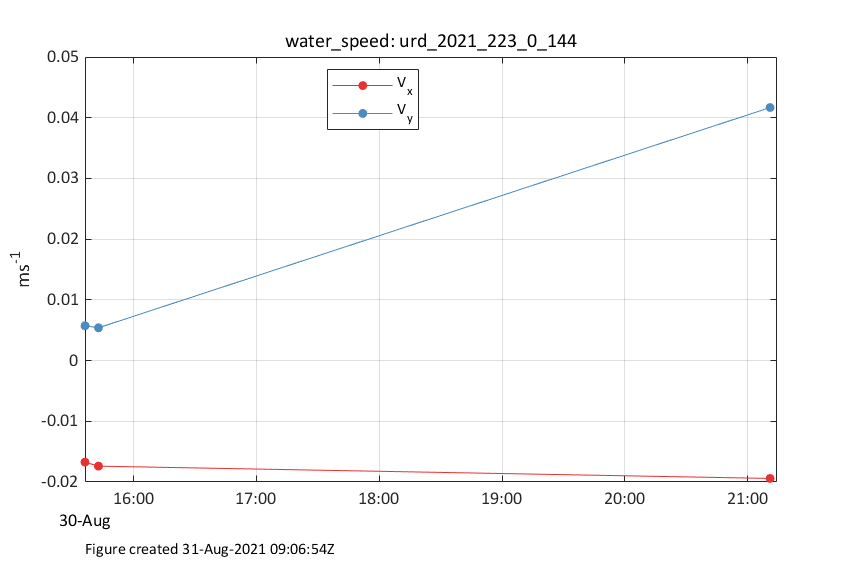 water_speed: urd_2021_223_0_144
0.05
0.04
0.03
0.02
0.01
0
-0.01
-0.02
ms-1
Vx
Vy
16:00 17:00 18:00 19:00 20:00 21:00
30-Aug
Figure created 31-Aug-2021 09:06:54Z